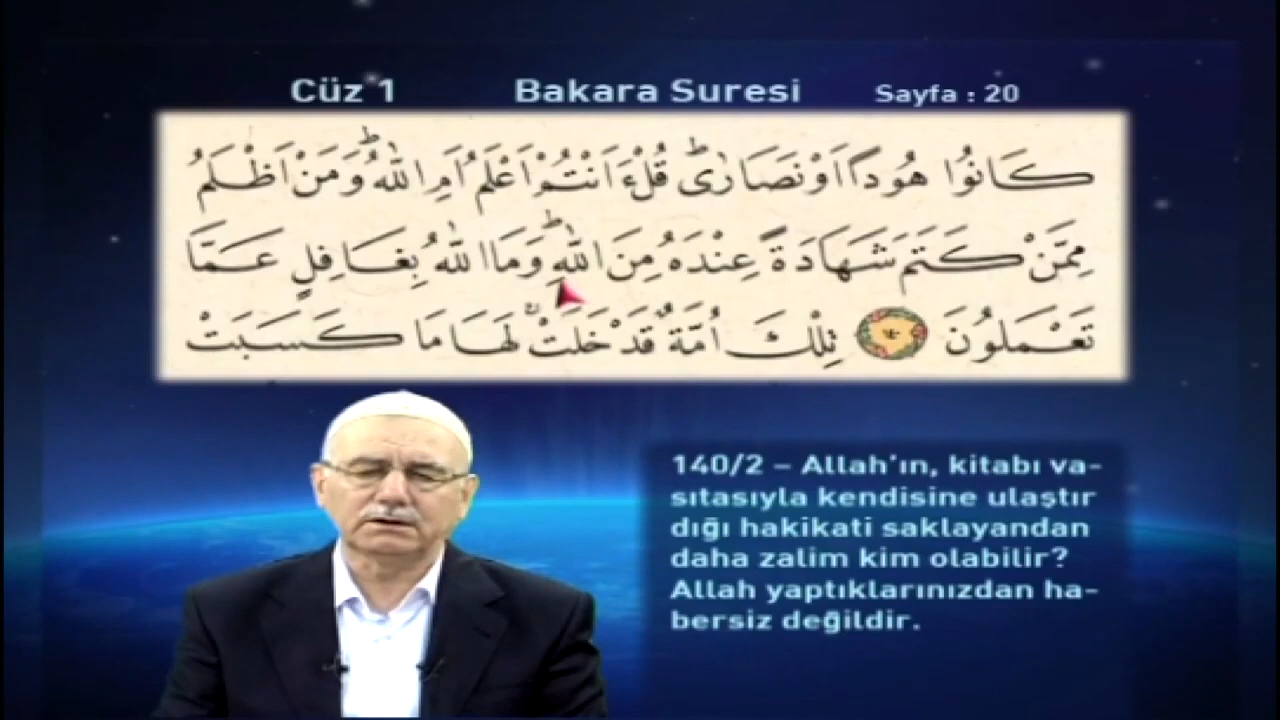 Cüz 1 Bakara Suresi Sayfa : 20
كَانُوا هُودًا اَوْ نَصَارٰىۜ قُلْ ءَاَنْتُمْ اَعْلَمُ اَمِ اللّٰهُۜ وَمَنْ اَظْلَمُ
مِمَّنْ كَتَمَ شَهَادَةً عِنْدَهُ مِنَ اللّٰهِۜ وَمَا اللّٰهُ بِغَافِلٍ عَمَّا
تَعْمَلُونَ تِلْكَ اُمَّةٌ قَدْ خَلَتْۚ لَهَا مَا كَسَبَتْ
140/2 – Allah'ın, kitabı va-
sıtasıyla kendisine ulaştır
dığı hakikati saklayandan
daha zalim kim olabilir?
Allah yaptıklarınızdan ha-
bersiz değildir.